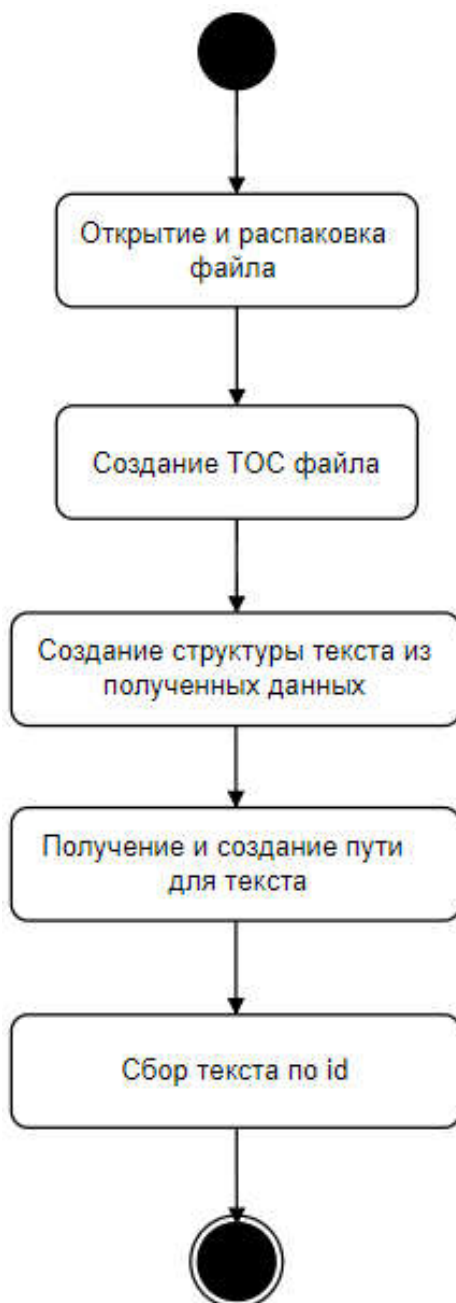 Открытие и распаковка
файла
Создание TOC файла
Создание структуры текста из
полученных данных
Получение и создание пути
для текста
Сбор текста по id